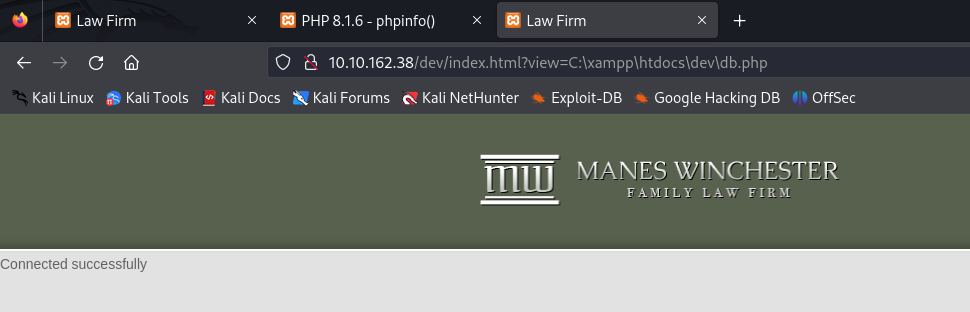 Law Firm
PHP 8.1.6 - phpinfo()
Law Firm
10.10.162.38/dev/index.html?view=C:\xampp\htdocs\dev\db.php
Kali Linux
Kali Tools
Kali Docs
Kali Forums
Kali NetHunter
Exploit-DB
Google Hacking DB
OffSec
mw
MANES WINCHESTER
FAMILY LAW FIRM
Connected successfully